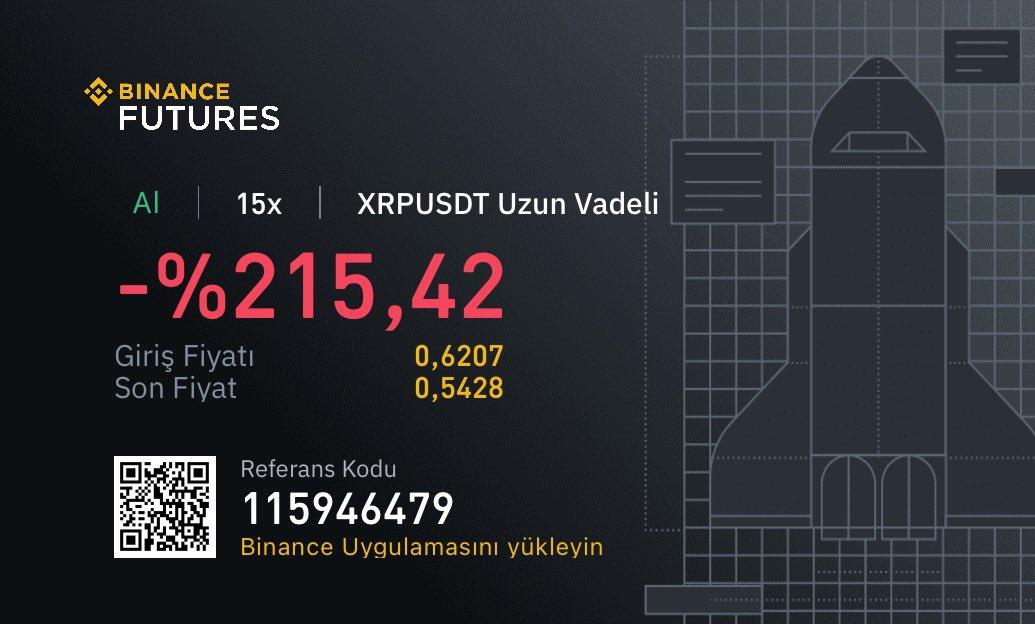 BINANCE
FUTURES
Al | 15x | XRPUSDT Uzun Vadeli
-%215,42
Giriş Fiyatı 0,6207
Son Fiyat 0,5428
Referans Kodu
115946479
Binance Uygulamasını yükleyin